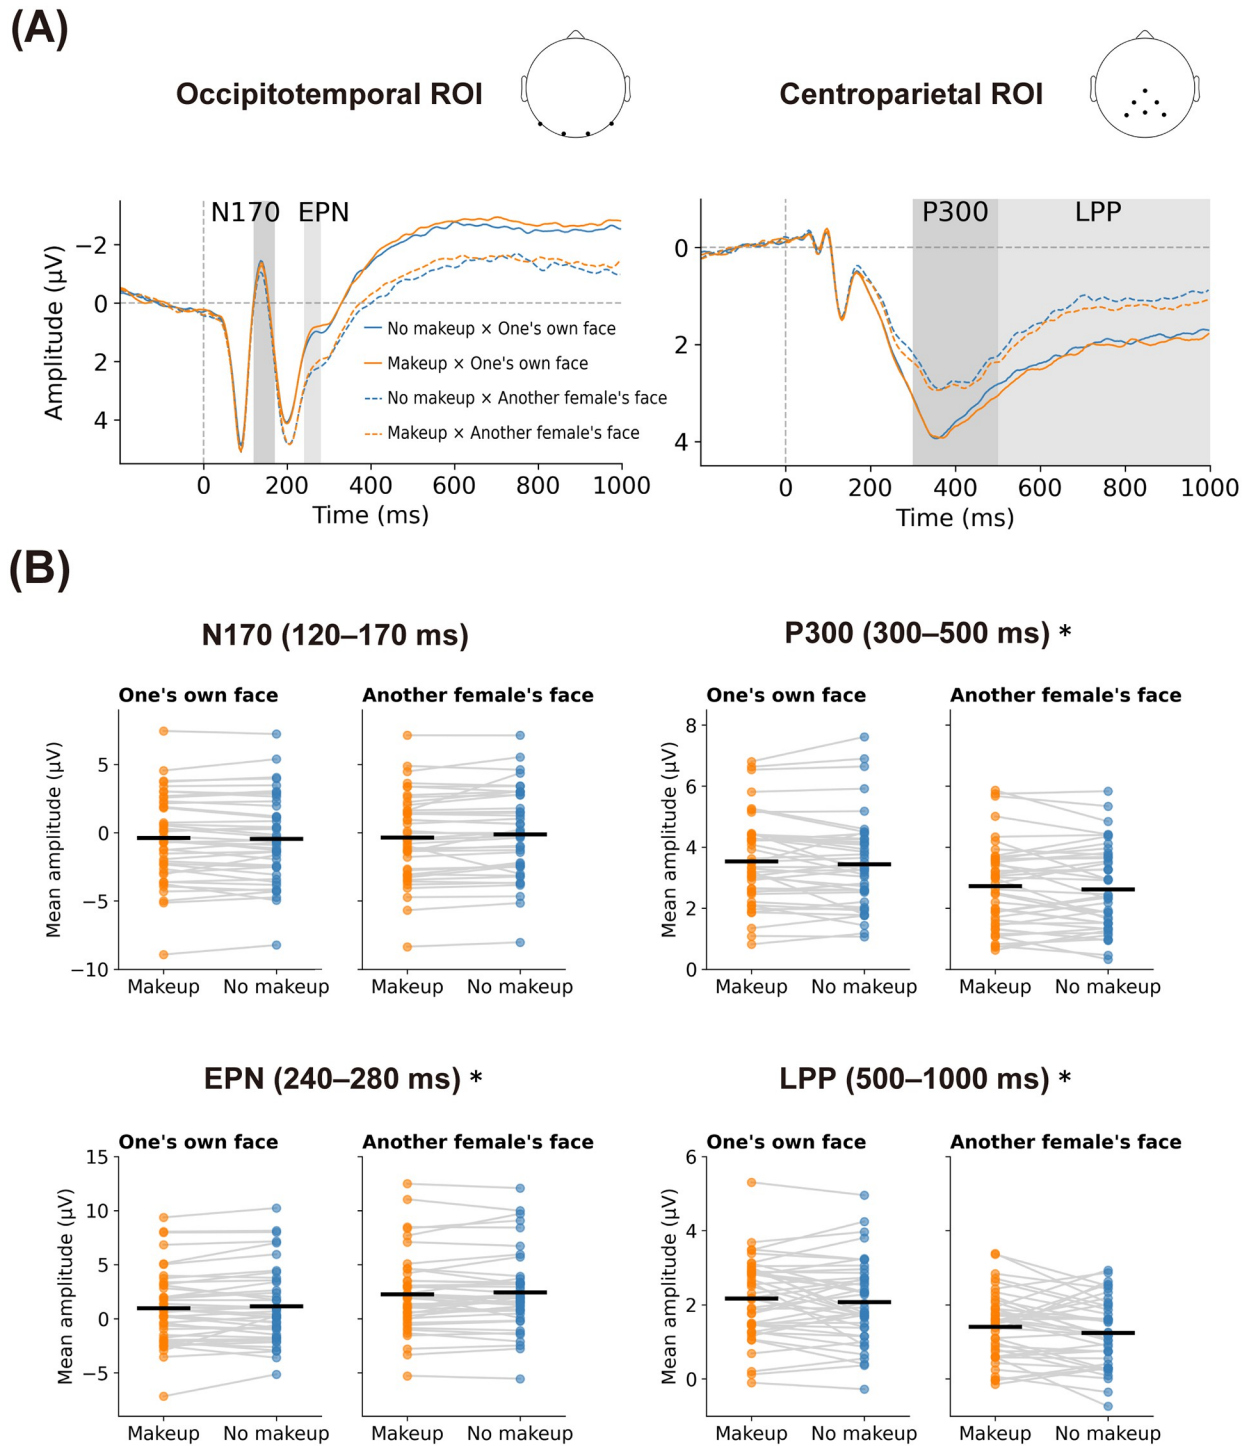 (A)
Occipitotemporal ROI
Centroparietal ROI
N170 EPN
P300 LPP
Amplitude (μV)
−2
0
2
4
0
2
4
No makeup × One's own face
Makeup × One's own face
No makeup × Another female's face
Makeup × Another female's face
0 200 400 600 800 1000
Time (ms)
0 200 400 600 800 1000
Time (ms)
(B)
N170 (120–170 ms)
One's own face Another female's face
Mean amplitude (μV)
5
0
−5
−10
Makeup No makeup Makeup No makeup
P300 (300–500 ms) *
One's own face Another female's face
Mean amplitude (μV)
8
6
4
2
0
Makeup No makeup Makeup No makeup
EPN (240–280 ms) *
One's own face Another female's face
Mean amplitude (μV)
15
10
5
0
−5
Makeup No makeup Makeup No makeup
LPP (500–1000 ms) *
One's own face Another female's face
Mean amplitude (μV)
6
4
2
0
Makeup No makeup Makeup No makeup